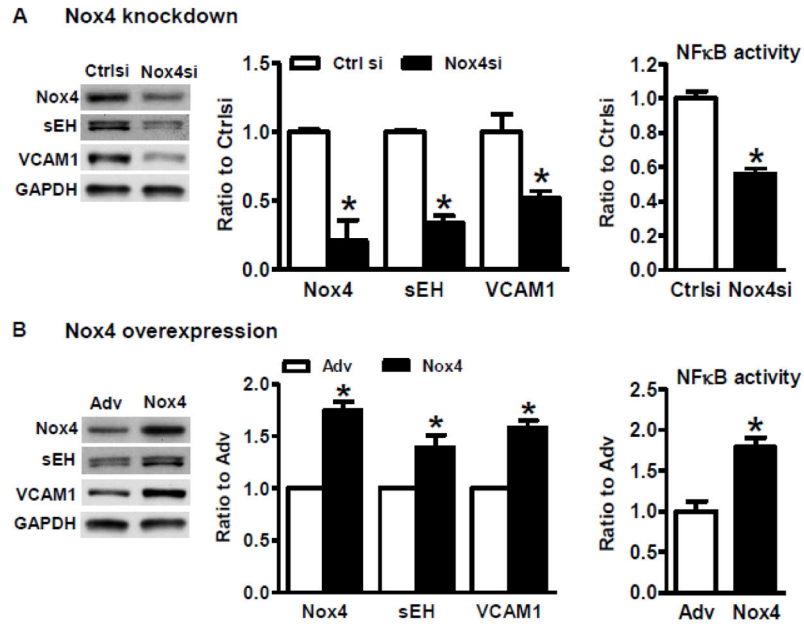 A Nox4 knockdown
Ctrlsi Nox4si
Nox4
sEH
VCAM1
GAPDH
Ctrl si Nox4si
Ratio to Ctrlsi
1.5
1.0
0.5
0.0
* * *
Nox4 sEH VCAM1
NFκB activity
Ratio to Ctrlsi
1.2
1.0
0.8
0.6
0.4
0.2
0.0
*
Ctrlsi Nox4si
B Nox4 overexpression
Adv Nox4
Nox4
sEH
VCAM1
GAPDH
Adv Nox4
Ratio to Adv
2.0
1.5
1.0
0.5
0.0
* * *
Nox4 sEH VCAM1
NFκB activity
Ratio to Adv
2.5
2.0
1.5
1.0
0.5
0.0
*
Adv Nox4